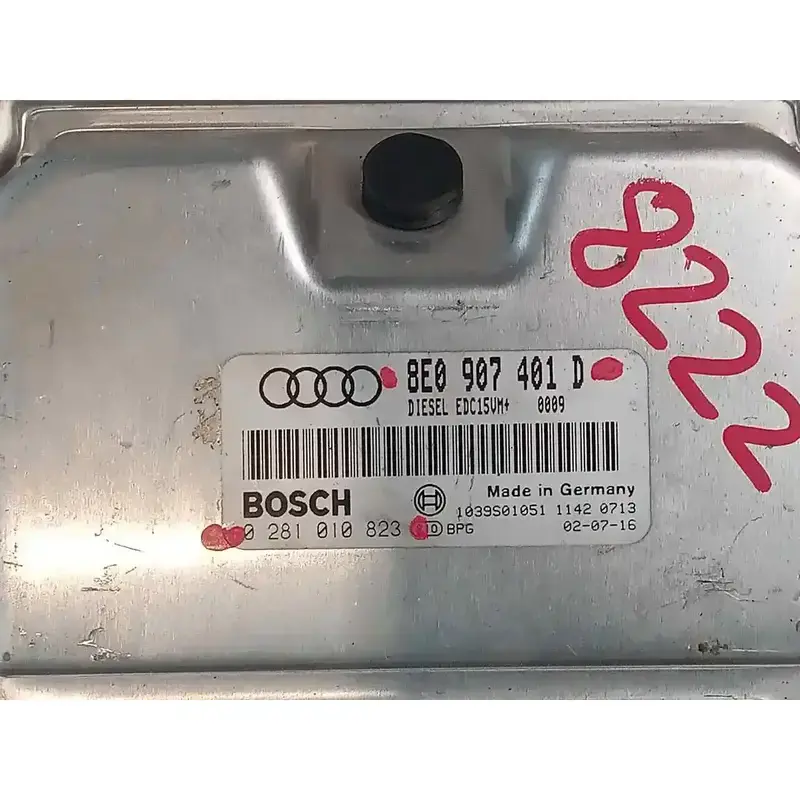 8222
8E0 907 401 D
DIESEL EDC15VM+ 0009
BOSCH
Made in Germany
1039S01051 1142 0713
0 281 010 823
BPG
02-07-16